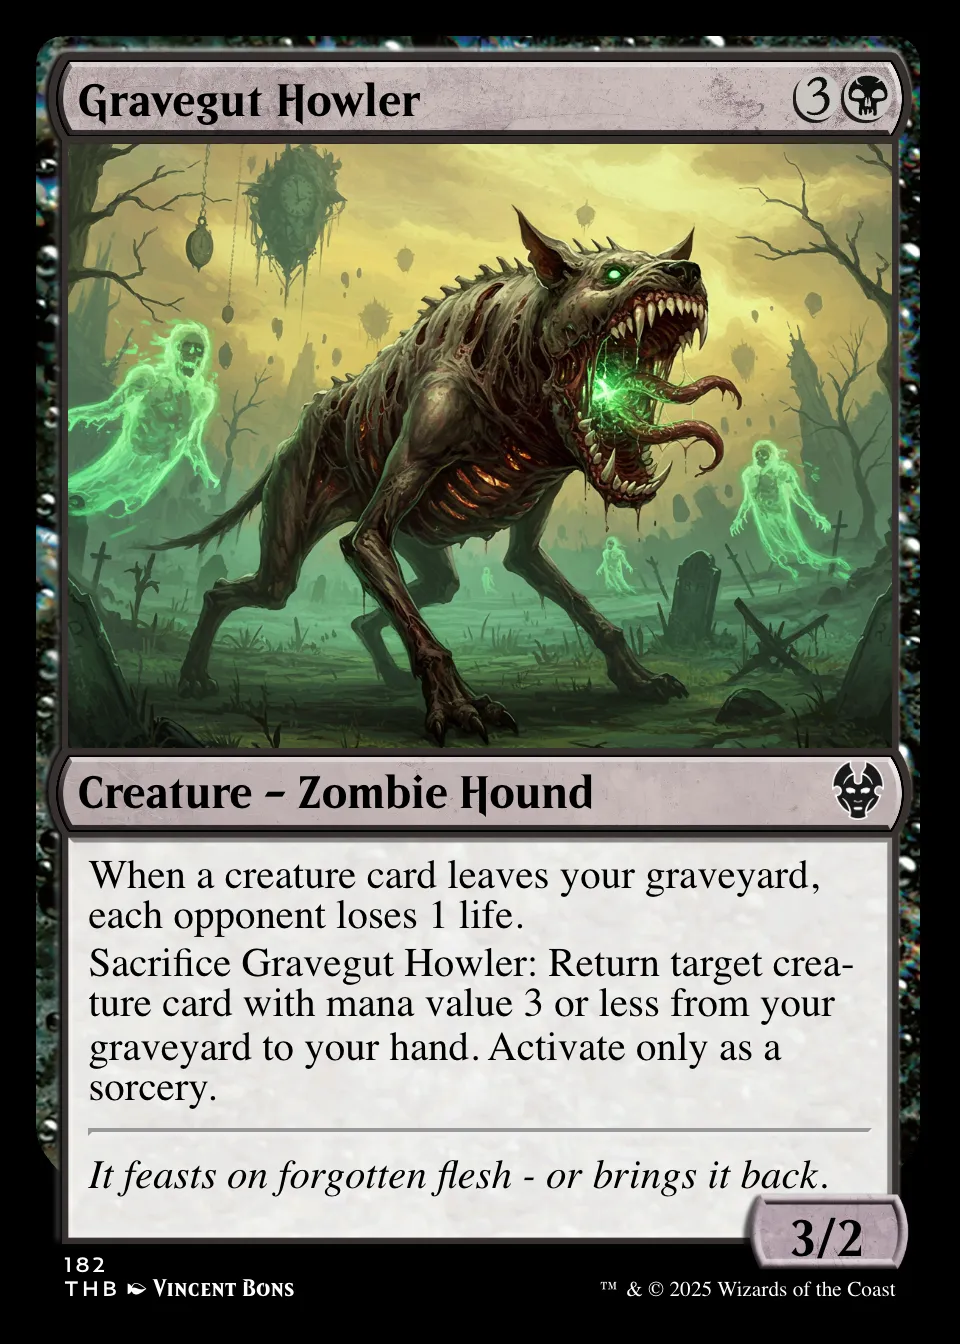 Gravegut Howler 3
Creature – Zombie Hound
When a creature card leaves your graveyard,
each opponent loses 1 life.
Sacrifice Gravegut Howler: Return target crea-
ture card with mana value 3 or less from your
graveyard to your hand. Activate only as a
sorcery.
It feasts on forgotten flesh - or brings it back.
3/2
182
THB VINCENT BONS
™ & © 2025 Wizards of the Coast